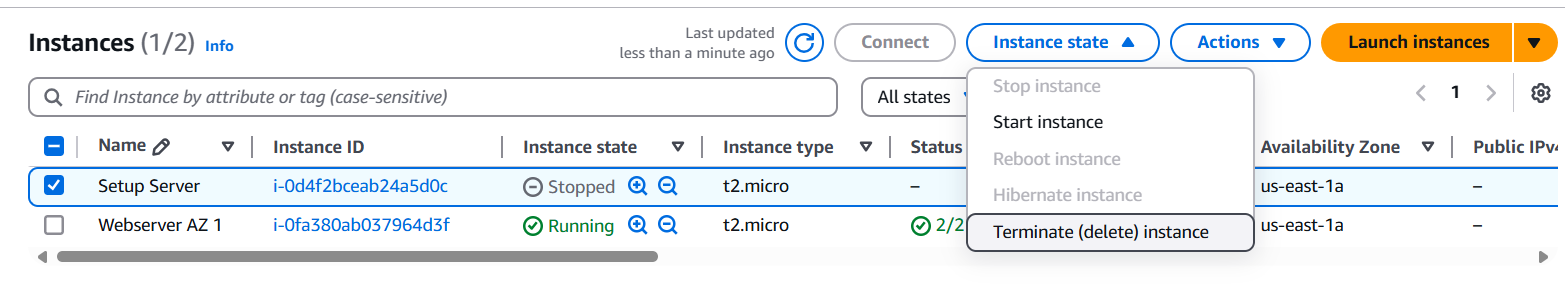 Instances (1/2) Info
Last updated
less than a minute ago
Connect
Instance state
Actions
Launch instances
Find Instance by attribute or tag (case-sensitive)
All states
1
Stop instance
Start instance
Reboot instance
Hibernate instance
Terminate (delete) instance
Name Instance ID Instance state Instance type Status Availability Zone Public IPv4
Setup Server i-0d4f2bceab24a5d0c Stopped t2.micro – us-east-1a –
Webserver AZ 1 i-0fa380ab037964d3f Running t2.micro 2/2 us-east-1a –